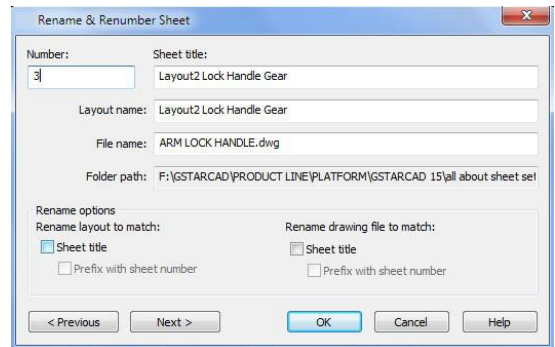 Rename & Renumber Sheet
Number: Sheet title:
3 Layout2 Lock Handle Gear
Layout name: Layout2 Lock Handle Gear
File name: ARM LOCK HANDLE.dwg
Folder path: F:\GSTARCAD\PRODUCT LINE\PLATFORM\GSTARCAD 15\all about sheet set
Rename options
Rename layout to match: Rename drawing file to match:
Sheet title Sheet title
Prefix with sheet number Prefix with sheet number
< Previous Next > OK Cancel Help